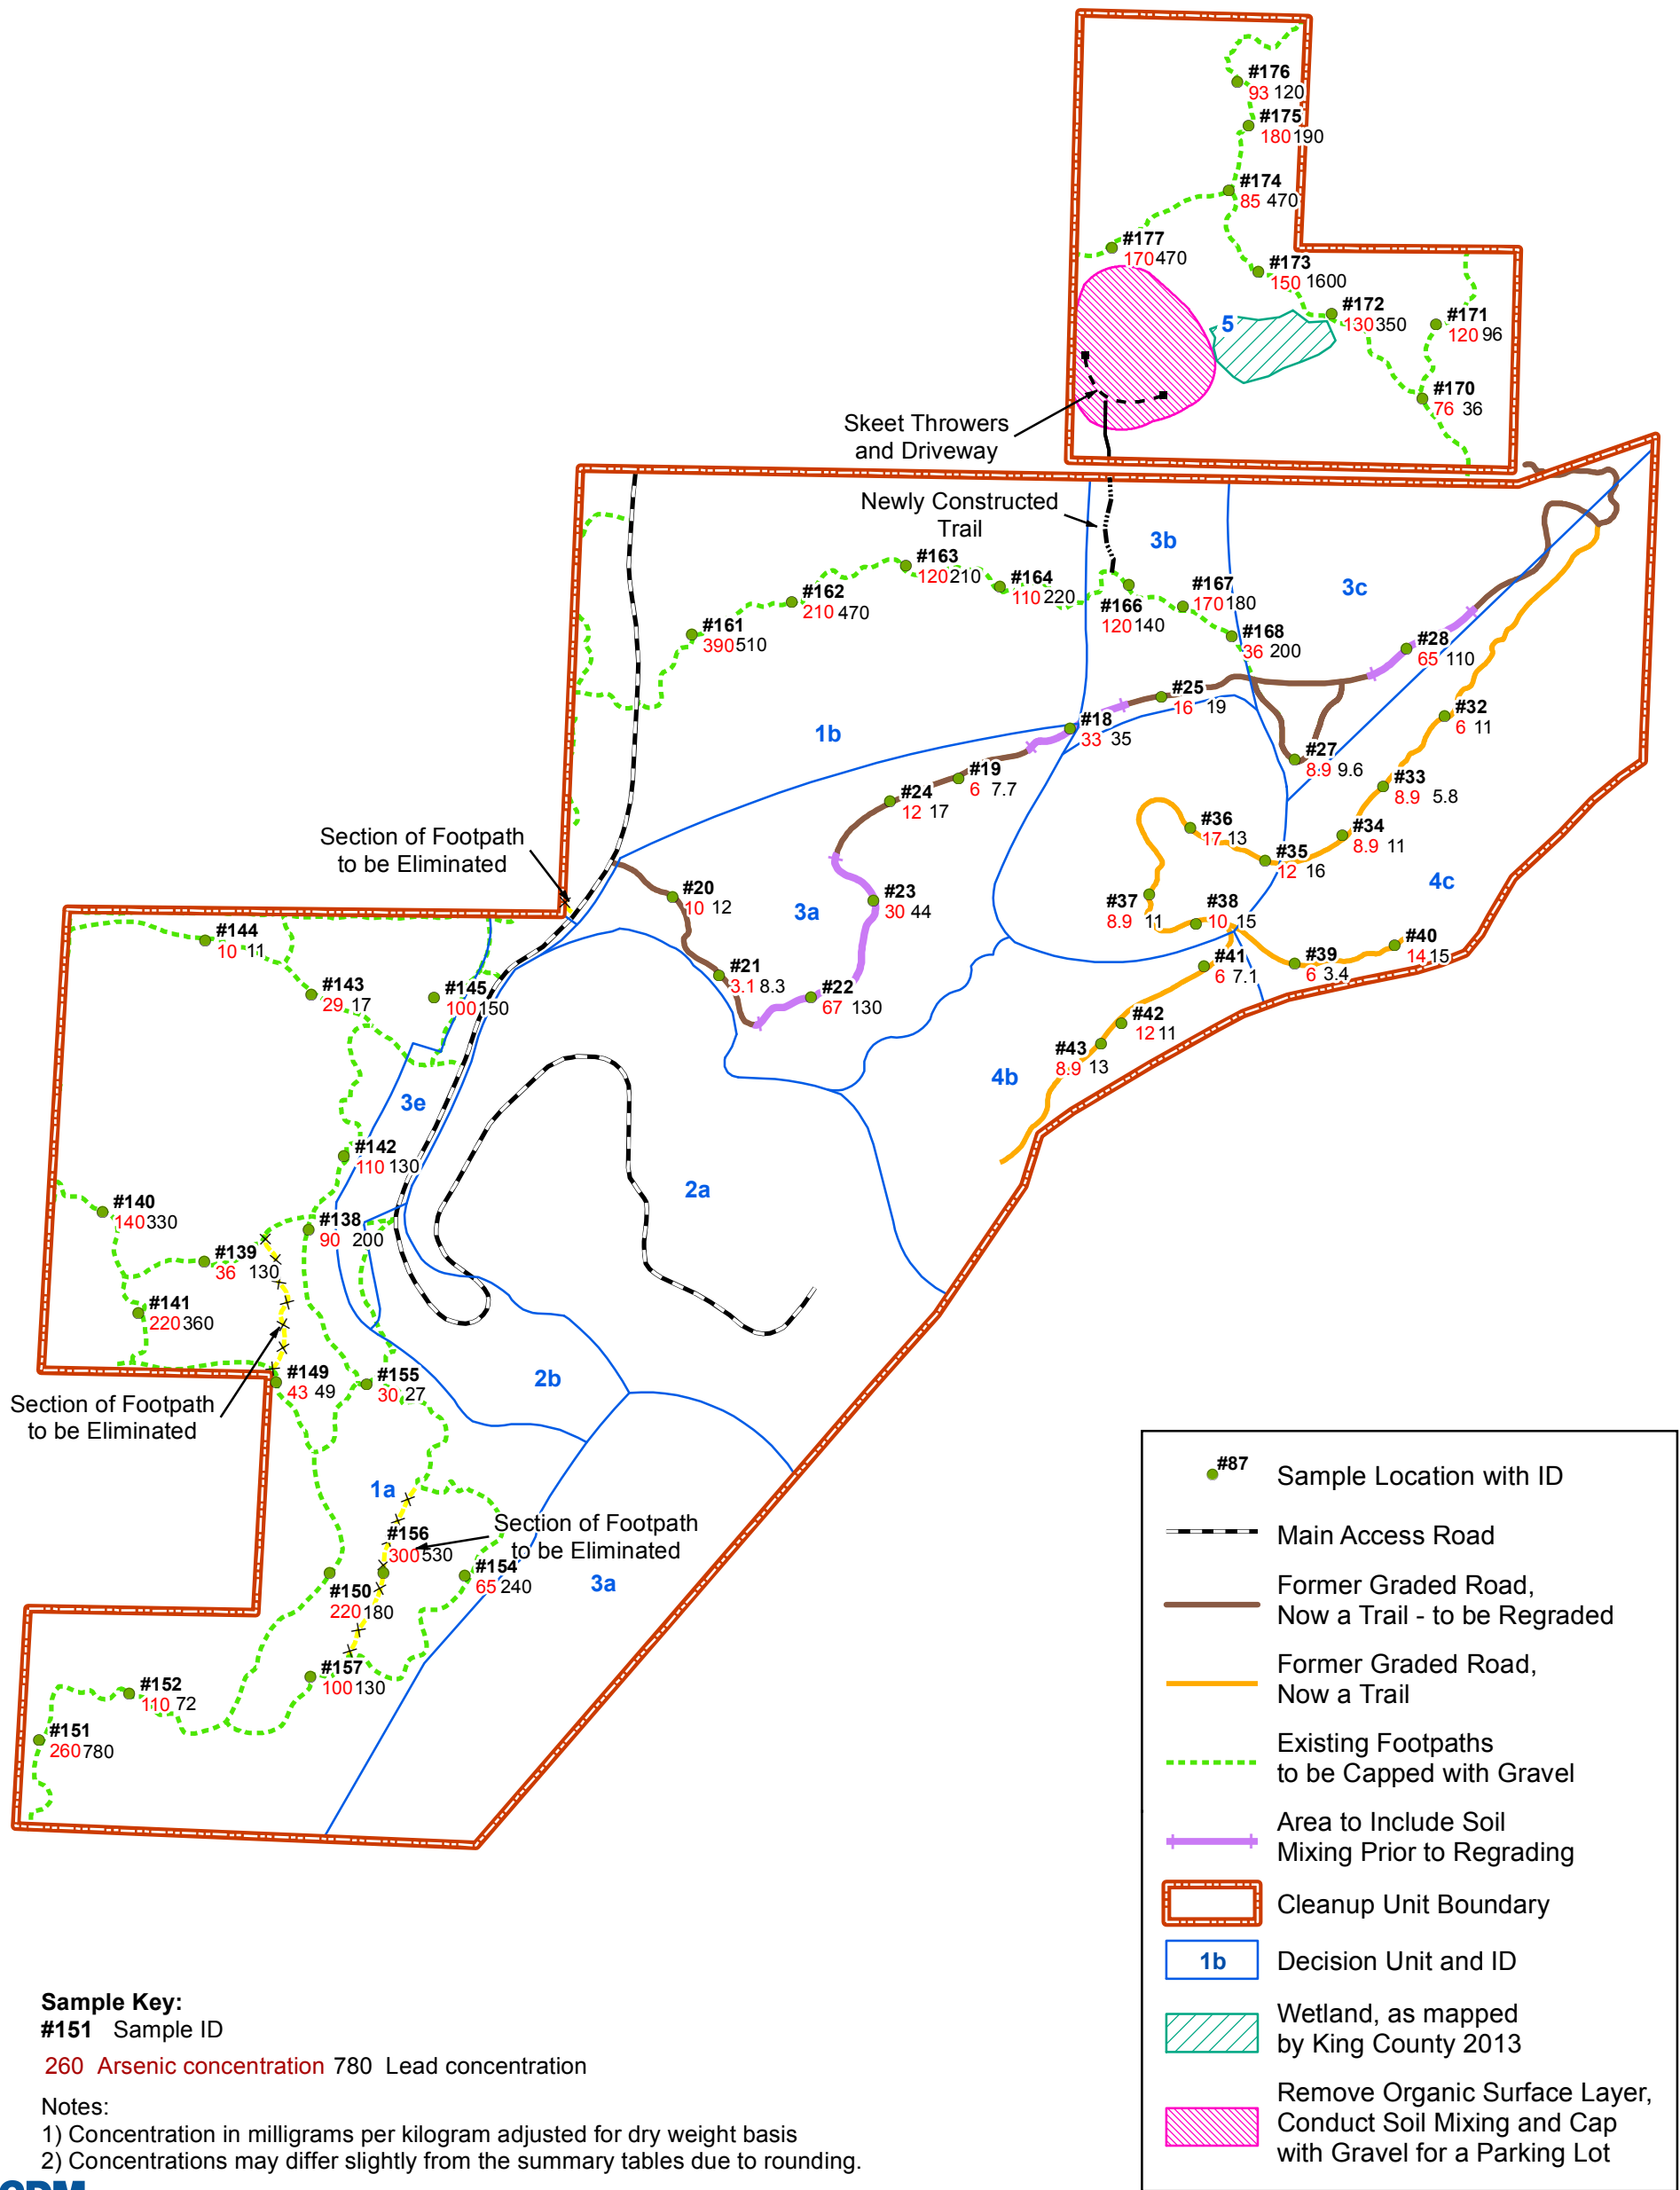 #176
93 120
#175
180 190
#174
85 470
#177
170 470
#173
150 1600
#172
130 350
#171
120 96
5
#170
76 36
Skeet Throwers
and Driveway
Newly Constructed
Trail
3b
3c
#163
120 210
#164
110 220
#162
210 470
#166
120 140
#167
170 180
#161
390 510
#168
36 200
#28
65 110
#25
16 19
#18
33 35
1b
#32
6 11
#27
8.9 9.6
#19
6 7.7
#24
12 17
#33
8.9 5.8
#36
17 13
#34
8.9 11
#35
12 16
Section of Footpath
to be Eliminated
#20
10 12
3a
#23
30 44
4c
#37
8.9 11
#38
10 15
#144
10 11
#40
14 15
#39
6 3.4
#41
6 7.1
#21
3.1 8.3
#22
67 130
#143
29 17
#145
100 150
#42
12 11
#43
8.9 13
4b
3e
#142
110 130
2a
#140
140 330
#138
90 200
#139
36 130
#141
220 360
#149
43 49
#155
30 27
2b
Section of Footpath
to be Eliminated
1a
#156
300 530
Section of Footpath
to be Eliminated
#154
65 240
3a
#150
220 180
#157
100 130
#152
110 72
#151
260 780
#87
Sample Location with ID
Main Access Road
Former Graded Road,
Now a Trail - to be Regraded
Former Graded Road,
Now a Trail
Existing Footpaths
to be Capped with Gravel
Area to Include Soil
Mixing Prior to Regrading
Cleanup Unit Boundary
1b
Decision Unit and ID
Wetland, as mapped
by King County 2013
Remove Organic Surface Layer,
Conduct Soil Mixing and Cap
with Gravel for a Parking Lot
Sample Key:
#151 Sample ID
260 Arsenic concentration 780 Lead concentration
Notes:
1) Concentration in milligrams per kilogram adjusted for dry weight basis
2) Concentrations may differ slightly from the summary tables due to rounding.